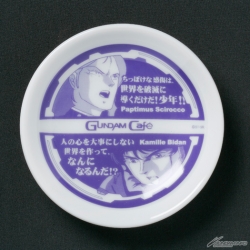 ちっぽけな感傷は、
世界を破滅に
導くだけだ!少年!!
Paptimus Scirocco
GUNDAM Café
人の心を大事にしない
Kamille Bidan
世界を作って、
なんに
なるんだ!?